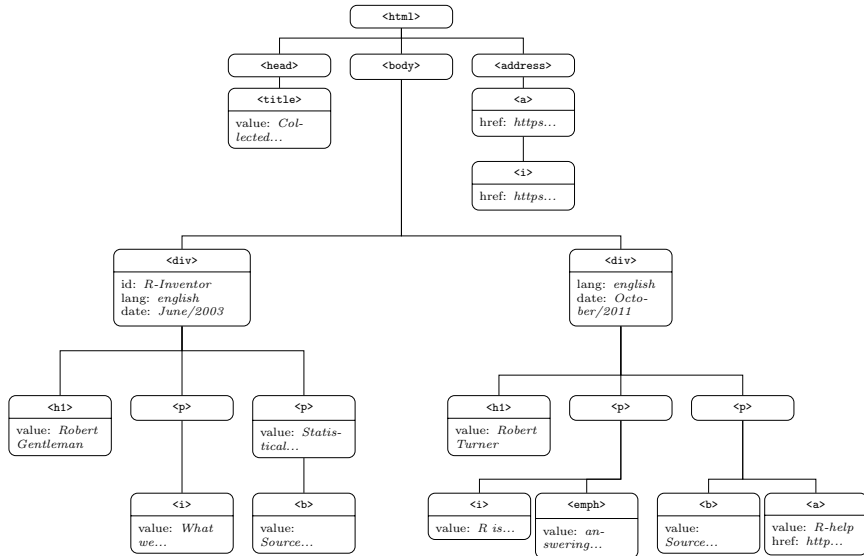 <html>
<head>
<body>
<address>
<title>
value: Col-
lected...
<a>
href: https...
<i>
href: https...
<div>
id: R-Inventor
lang: english
date: June/2003
<div>
lang: english
date: Octo-
ber/2011
<h1>
value: Robert
Gentleman
<p>
<p>
value: Statis-
tical...
<h1>
value: Robert
Turner
<p>
<p>
<i>
value: What
we...
<b>
value:
Source...
<i>
value: R is...
<emph>
value: an-
swering...
<b>
value:
Source...
<a>
value: R-help
href: http...